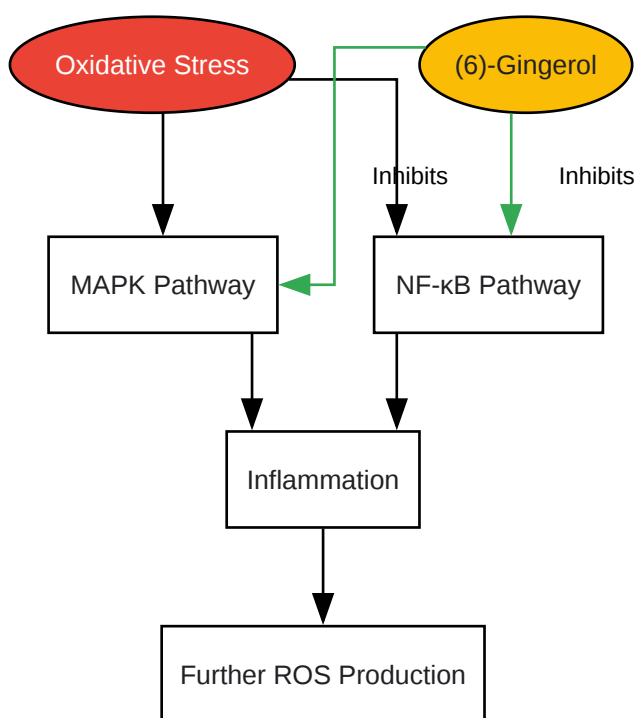 Oxidative Stress
(6)-Gingerol
Inhibits
Inhibits
MAPK Pathway
NF-κB Pathway
Inflammation
Further ROS Production